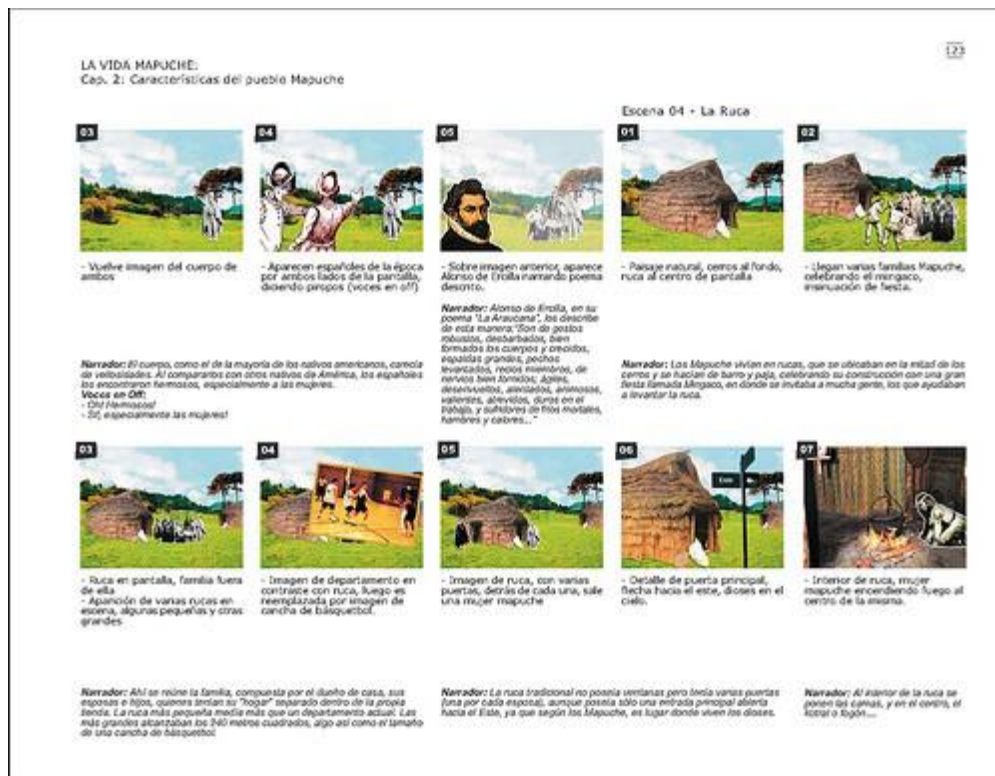 123
LA VIDA MAPUCHE:
Cap. 2: Características del pueblo Mapuche
Escena 04 - La Ruca
03
04
05
01
02
- Vuelve imagen del cuerpo de
ambos
- Aparecen españoles de la época
por ambos lados de la pantalla,
diciendo piropos (voces en off)
- Sobre imagen anterior, aparece
Alonso de Ercilla narrando poema
descrito.
- Paisaje natural, cerros al fondo,
ruca al centro de pantalla
- Llegan varias familias Mapuche,
celebrando el mingaco,
insinuación de fiesta.
Narrador: El cuerpo, como el de la mayoría de los nativos americanos, carecía
de vellosidades. Al compararlos con otros nativos de América, los españoles
los encontraron hermosos, especialmente a las mujeres.
Voces en Off:
- Oh! Hermosos!
- Sí!, especialmente las mujeres!
Narrador: Alonso de Ercilla, en su
poema "La Araucana", los describe
de esta manera:"Son de gestos
robustos, desbarbados, bien
formados los cuerpos y crecidos,
espaldas grandes, pechos
levantados, recios miembros, de
nervios bien fornidos; ágiles,
desenvueltos, alentados, animosos,
valientes, atrevidos, duros en el
trabajo, y sufridores de fríos mortales,
hambres y calores..."
Narrador: Los Mapuche vivían en rucas, que se ubicaban en la mitad de los
cerros y se hacían de barro y paja, celebrando su construcción con una gran
fiesta llamada Mingaco, en donde se invitaba a mucha gente, los que ayudaban
a levantar la ruca.
03
04
05
06
07
Este
- Ruca en pantalla, familia fuera
de ella
- Aparición de varias rucas en
escena, algunas pequeñas y otras
grandes
- Imagen de departamento en
contraste con ruca, luego es
reemplazada por imagen de
cancha de básquetbol.
- Imagen de ruca, con varias
puertas, detrás de cada una, sale
una mujer mapuche
- Detalle de puerta principal,
flecha hacia el este, dioses en el
cielo.
- Interior de ruca, mujer
mapuche encendiendo fuego al
centro de la misma.
Narrador: Ahí se reúne la familia, compuesta por el dueño de casa, sus
esposas e hijos, quienes tenían su "hogar" separado dentro de la propia
tienda. La ruca más pequeña medía más que un departamento actual. Las
más grandes alcanzaban los 240 metros cuadrados, algo así como el tamaño
de una cancha de básquetbol.
Narrador: La ruca tradicional no poseía ventanas pero tenía varias puertas
(una por cada esposa), aunque poseía sólo una entrada principal abierta
hacia el Este, ya que según los Mapuche, es lugar donde viven los dioses.
Narrador: Al interior de la ruca se
ponen las camas, y en el centro, el
kutral o fogón....